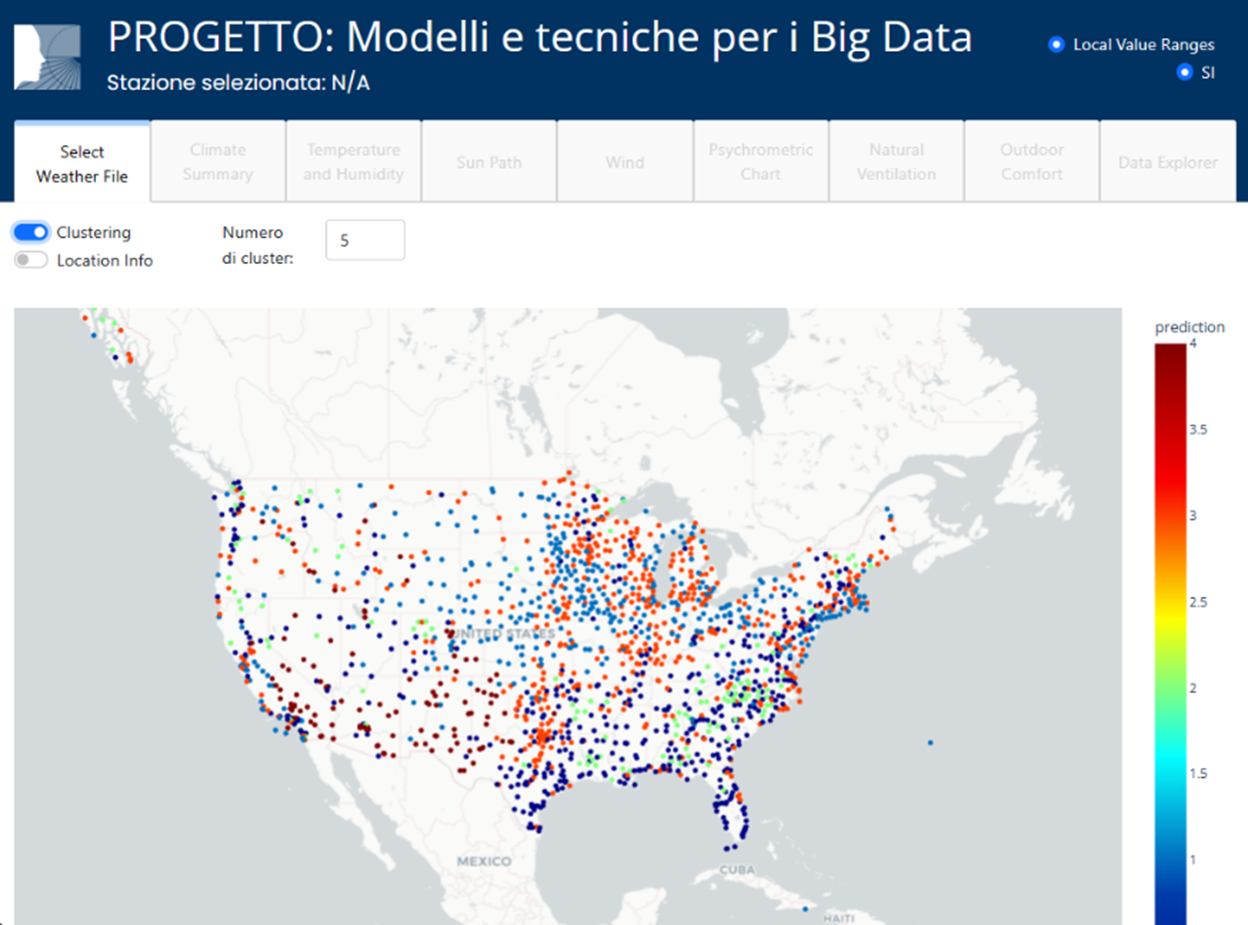 PROGETTO: Modelli e tecniche per i Big Data
Stazione selezionata: N/A
Local Value Ranges
SI
Select
Weather File
Climate
Summary
Temperature
and Humidity
Sun Path
Wind
Psychrometric
Chart
Natural
Ventilation
Outdoor
Comfort
Data Explorer
Clustering
Location Info
Numero
di cluster:
5
prediction
4
3.5
3
2.5
2
1.5
1
UNITED STATES
MEXICO
CUBA
HAITI